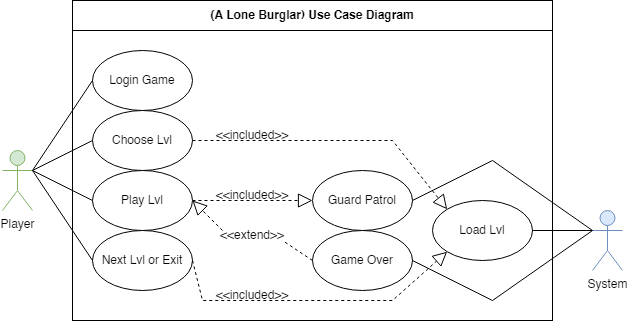 (A Lone Burglar) Use Case Diagram
Login Game
Choose Lvl
<<included>>
Play Lvl
<<included>>
Guard Patrol
Player
<<extend>>
Load Lvl
Next Lvl or Exit
Game Over
System
<<included>>